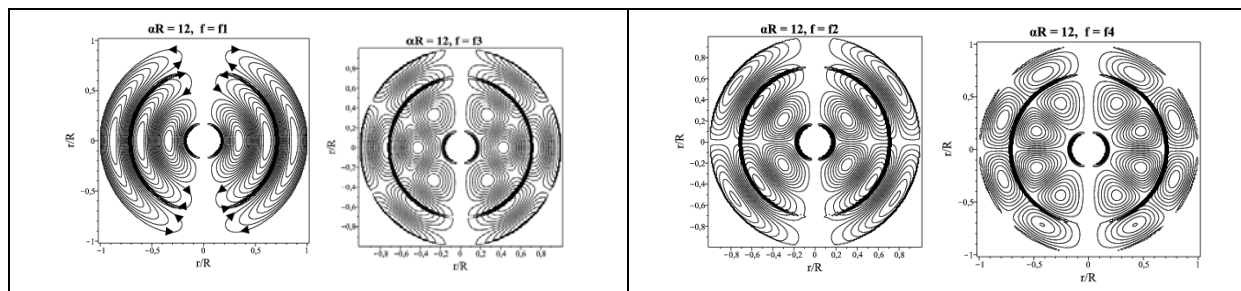 αR = 12, f = f1
r/R
1
0,5
0
−0,5
−1
−1 −0,5 0 0,5 1
r/R
αR = 12, f = f3
r/R
0,8
0,6
0,4
0,2
0
−0,2
−0,4
−0,6
−0,8
−0,8 −0,6 −0,4 −0,2 0 0,2 0,4 0,6 0,8
r/R
αR = 12, f = f2
r/R
0,8
0,6
0,4
0,2
0
−0,2
−0,4
−0,6
−0,8
−0,8 −0,6 −0,4 −0,2 0 0,2 0,4 0,6 0,8
r/R
αR = 12, f = f4
r/R
1
0,5
0
−0,5
−1
−1 −0,5 0 0,5 1
r/R